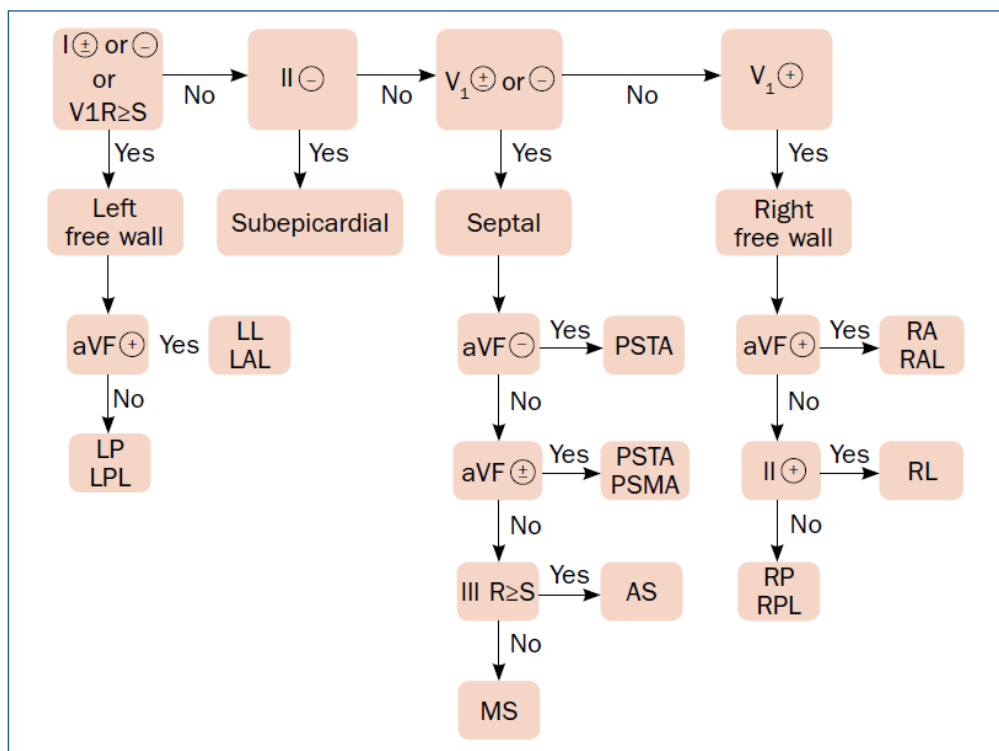 I ⊕ or ⊖
or
V1R≥S
No
II ⊖
No
V₁ ± or ⊖
No
V₁ ⊕
Yes
Yes
Yes
Yes
Left
free wall
Subepicardial
Septal
Right
free wall
aVF ⊕
Yes
LL
LAL
aVF ⊖
Yes
PSTA
aVF ⊕
Yes
RA
RAL
No
No
No
LP
LPL
aVF ±
Yes
PSTA
PSMA
II ⊕
Yes
RL
No
No
III R≥S
Yes
AS
RP
RPL
No
MS